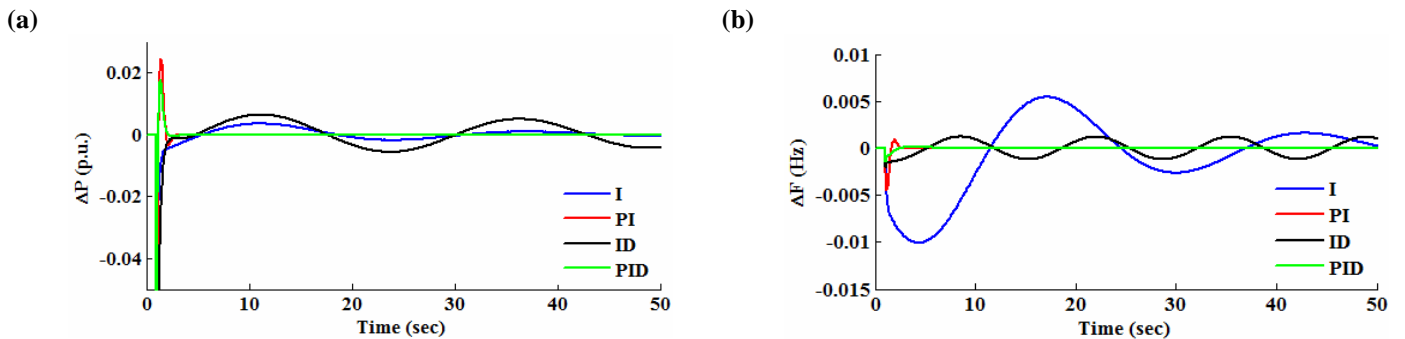 (a)
ΔP (p.u.)
0.02
0
-0.02
-0.04
0
10
20
30
40
50
Time (sec)
I
PI
ID
PID
(b)
ΔF (Hz)
0.01
0.005
0
-0.005
-0.01
-0.015
0
10
20
30
40
50
Time (sec)
I
PI
ID
PID